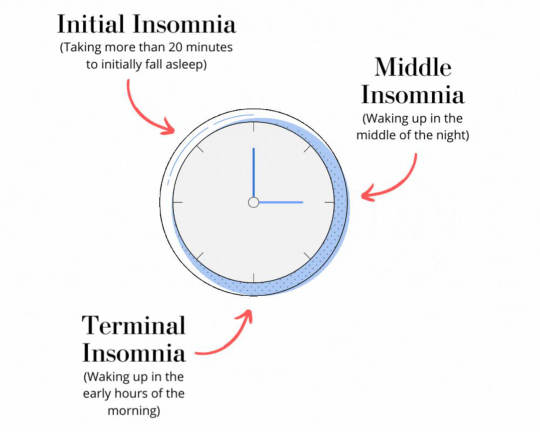 Initial Insomnia
(Taking more than 20 minutes
to initially fall asleep)
Middle
Insomnia
(Waking up in the
middle of the night)
Terminal
Insomnia
(Waking up in the
early hours of the
morning)